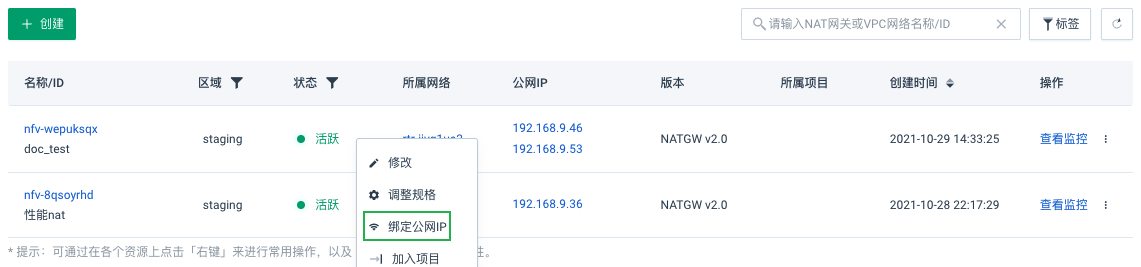 创建
请输入NAT网关或VPC网络名称/ID
标签
名称/ID 区域 状态 所属网络 公网IP 版本 所属项目 创建时间 操作
nfv-wepuksqx staging 活跃 192.168.9.46 NATGW v2.0 2021-10-29 14:33:25 查看监控
doc_test 192.168.9.53
修改
调整规格
nfv-8qsoyrhd staging 活跃 192.168.9.36 NATGW v2.0 2021-10-28 22:17:29 查看监控
性能nat
绑定公网IP
* 提示：可通过在各个资源上点击「右键」来进行常用操作，以及 性。
加入项目